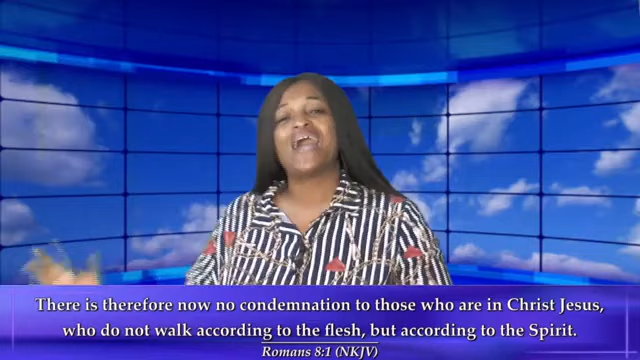 There is therefore now no condemnation to those who are in Christ Jesus,
who do not walk according to the flesh, but according to the Spirit.
Romans 8:1 (NKJV)